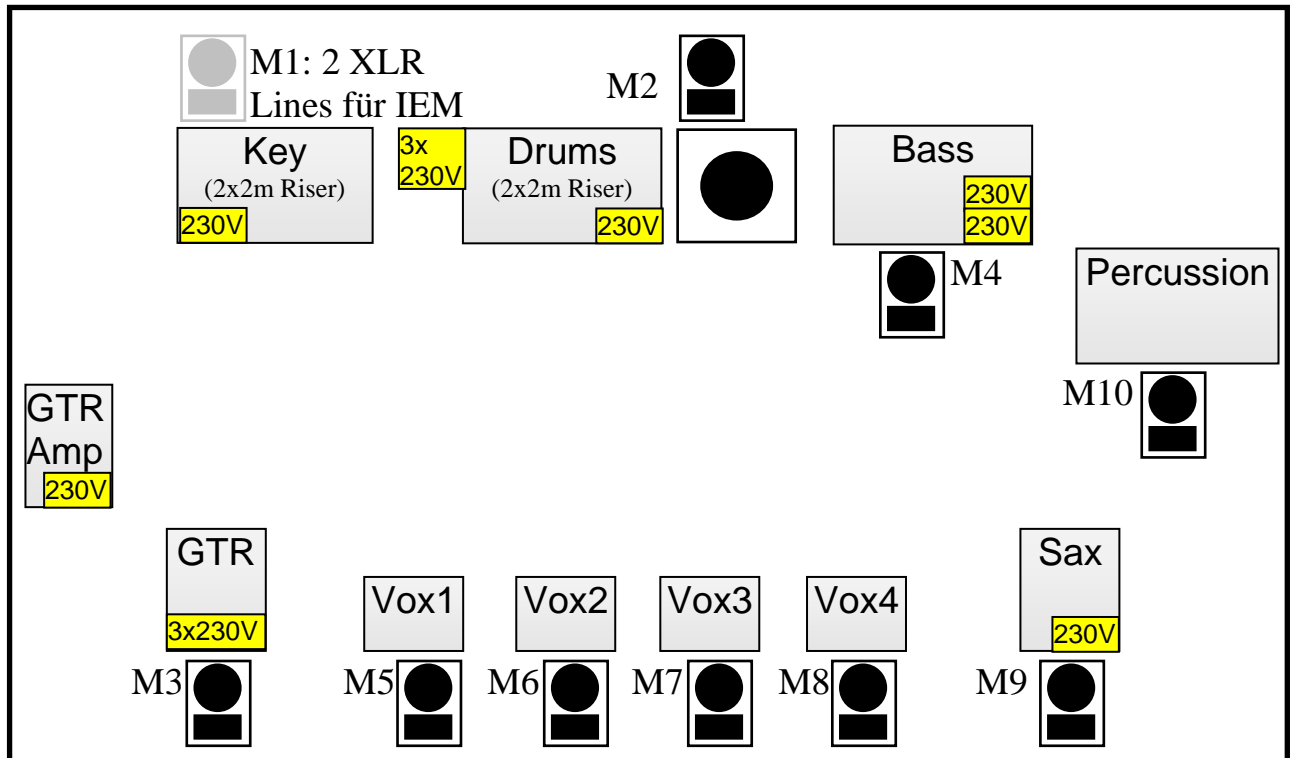 M1: 2 XLR
Lines für IEM
M2
Key
(2x2m Riser)
230V
3x
230V
Drums
(2x2m Riser)
230V
Bass
230V
230V
M4
Percussion
M10
GTR
Amp
230V
GTR
3x230V
M3
Vox1
M5
Vox2
M6
Vox3
M7
Vox4
M8
Sax
230V
M9